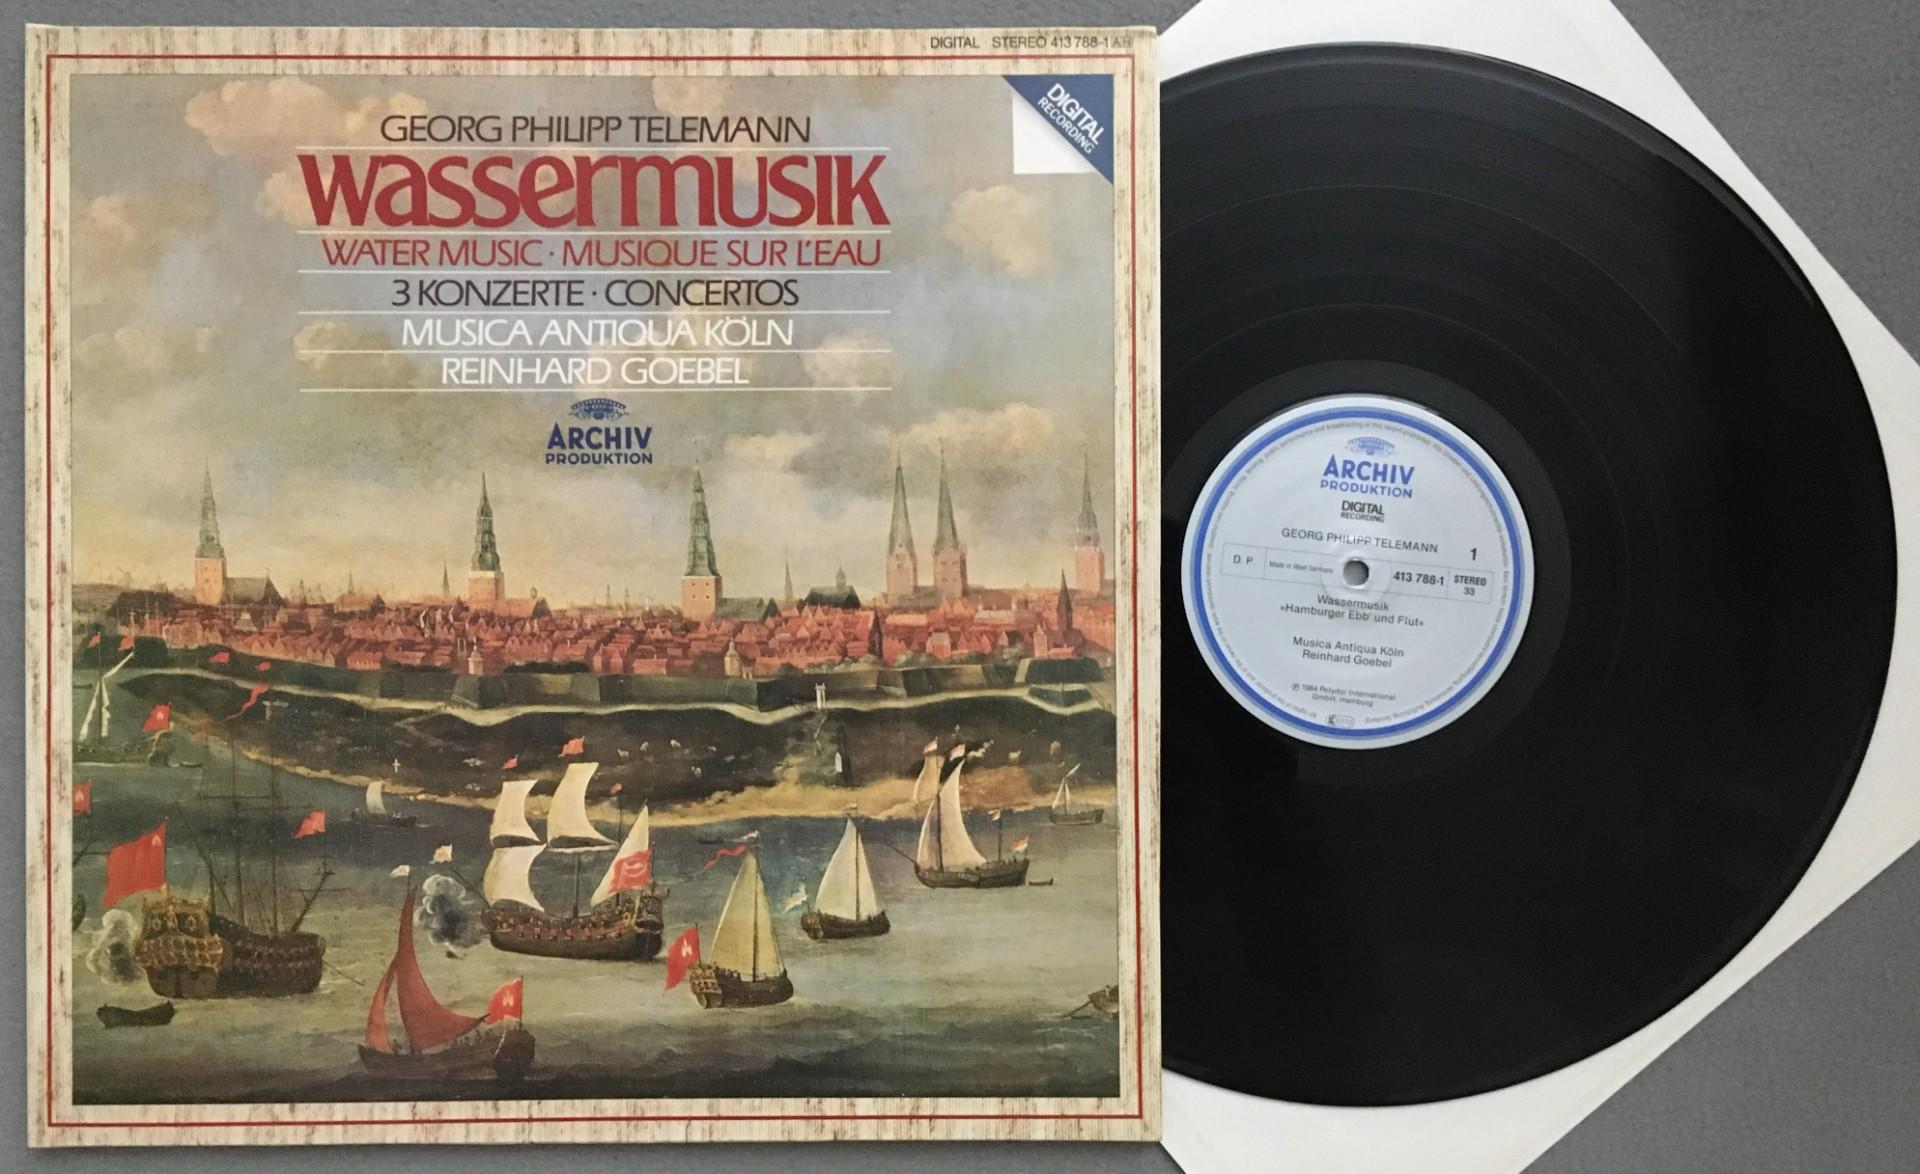 DIGITAL STEREO 413 788-1 AH
DIGITAL
RECORDING
GEORG PHILIPP TELEMANN
wassermusik
WATER MUSIC · MUSIQUE SUR L'EAU
3 KONZERTE · CONCERTOS
MUSICA ANTIQUA KÖLN
REINHARD GOEBEL
ARCHIV
PRODUKTION
ARCHIV
PRODUKTION
DIGITAL
RECORDING
GEORG PHILIPP TELEMANN
1
D. P.
Made in West Germany
413 788-1
STEREO
33
Wassermusik
»Hamburger Ebb' und Flut«
Musica Antiqua Köln
Reinhard Goebel
℗ 1984 Polydor International
GmbH, Hamburg